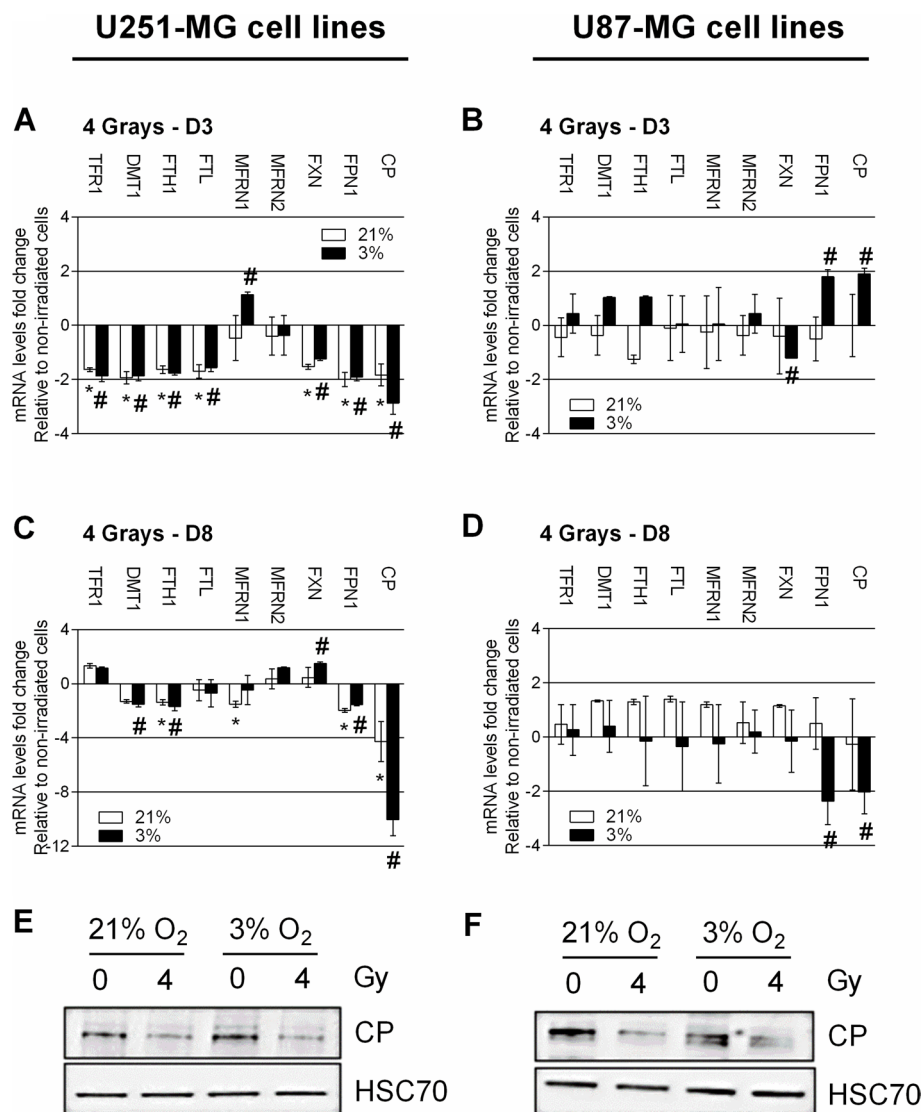 U251-MG cell lines
U87-MG cell lines
A
4 Grays - D3
TFR1
DMT1
FTH1
FTL
MFRN1
MFRN2
FXN
FPN1
CP
mRNA levels fold change
Relative to non-irradiated cells
4
2
0
-2
-4
21%
3%
* # * # * # * # # * # * # * #
B
4 Grays - D3
TFR1
DMT1
FTH1
FTL
MFRN1
MFRN2
FXN
FPN1
CP
mRNA levels fold change
Relative to non-irradiated cells
4
2
0
-2
-4
21%
3%
# # #
C
4 Grays - D8
TFR1
DMT1
FTH1
FTL
MFRN1
MFRN2
FXN
FPN1
CP
mRNA levels fold change
Relative to non-irradiated cells
4
0
-4
-8
-12
21%
3%
# * # * # * # * #
D
4 Grays - D8
TFR1
DMT1
FTH1
FTL
MFRN1
MFRN2
FXN
FPN1
CP
mRNA levels fold change
Relative to non-irradiated cells
4
2
0
-2
-4
21%
3%
# #
E
21% O2 3% O2
0 4 0 4 Gy
CP
HSC70
F
21% O2 3% O2
0 4 0 4 Gy
CP
HSC70